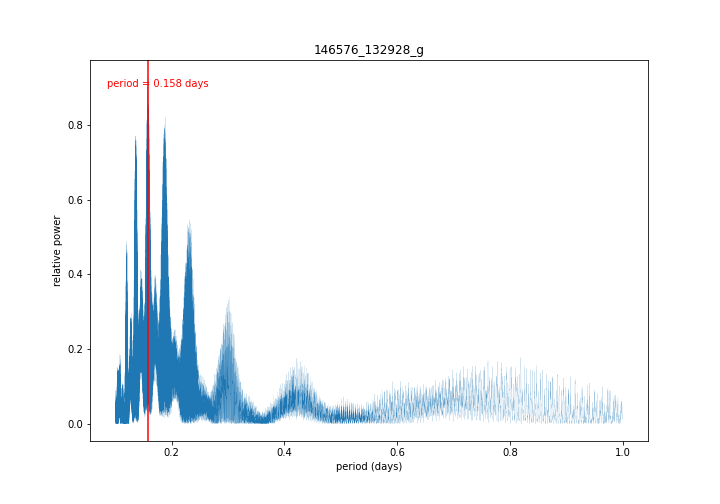 146576_132928_g
period = 0.158 days
relative power
0.8
0.6
0.4
0.2
0.0
0.2 0.4 0.6 0.8 1.0
period (days)